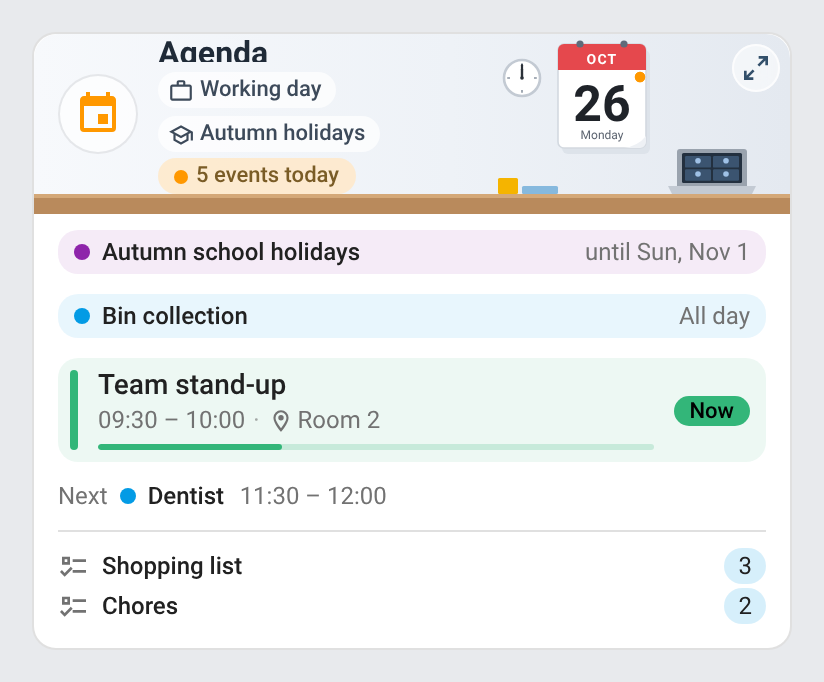 Agenda
Working day
Autumn holidays
5 events today
OCT
26
Monday
Autumn school holidays until Sun, Nov 1
Bin collection All day
Team stand-up
09:30 – 10:00 · Room 2
Now
Next Dentist 11:30 – 12:00
Shopping list 3
Chores 2